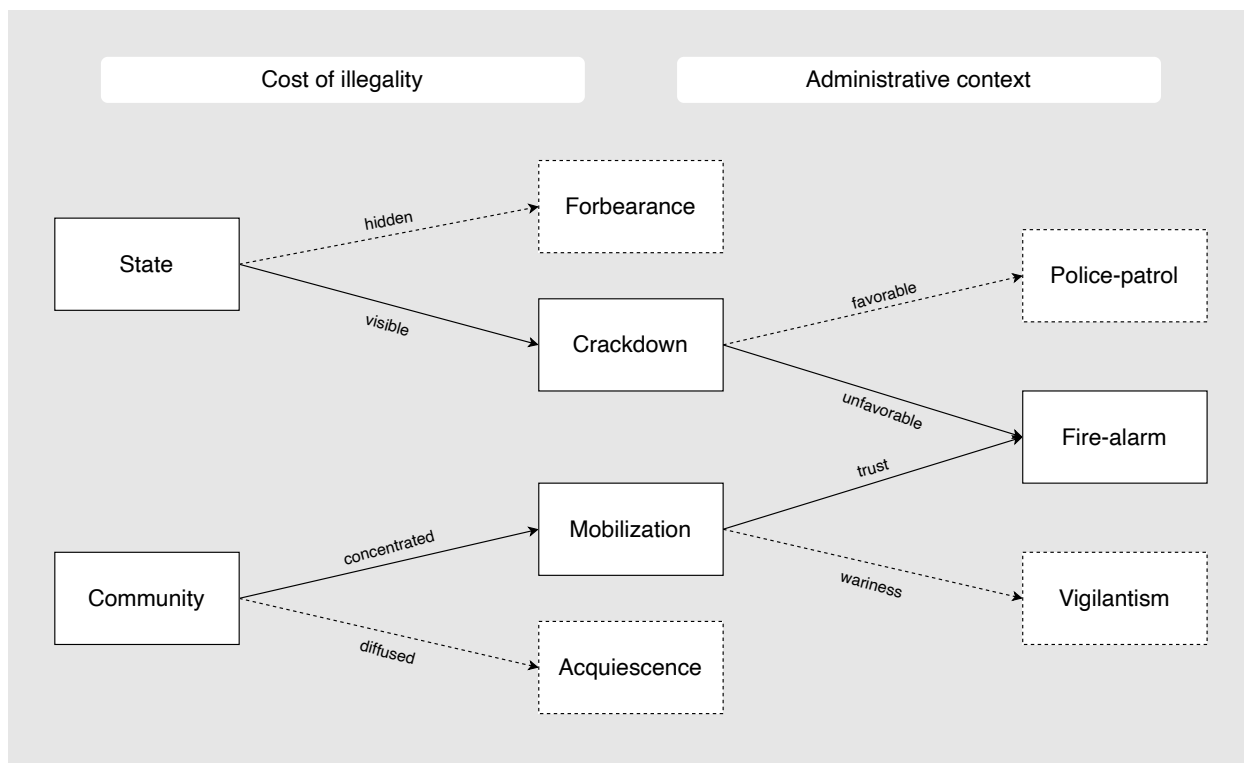 Cost of illegality
Administrative context
Forbearance
hidden
State
Police-patrol
favorable
visible
Crackdown
unfavorable
Fire-alarm
trust
Mobilization
concentrated
Community
wariness
Vigilantism
diffused
Acquiescence